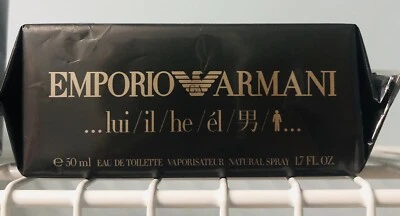 EMPORIO ARMANI
...lui/il/he/él/男/...
℮ 50 ml EAU DE TOILETTE VAPORISATEUR NATURAL SPRAY 1.7 FL. OZ.